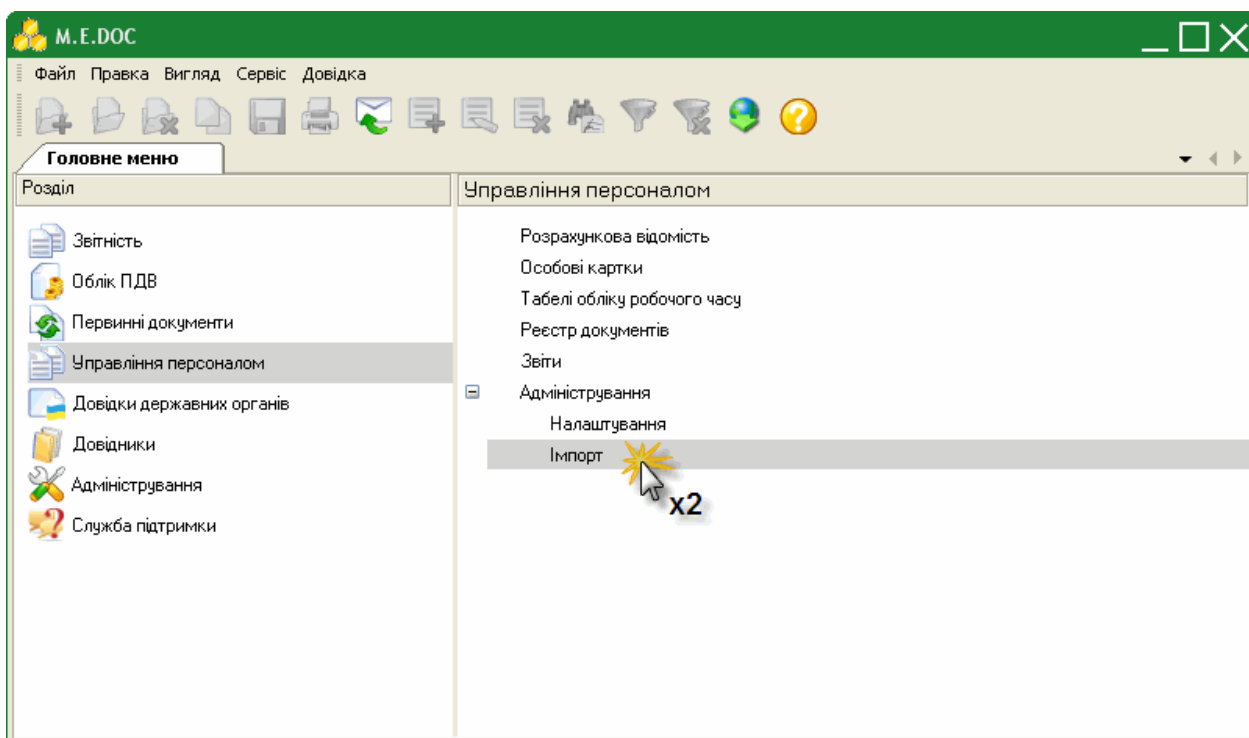 M.E.DOC
Файл Правка Вигляд Сервіс Довідка
Головне меню
Розділ
Управління персоналом
Звітність
Облік ПДВ
Первинні документи
Управління персоналом
Довідки державних органів
Довідники
Адміністрування
Служба підтримки
Розрахункова відомість
Особові картки
Табелі обліку робочого часу
Реєстр документів
Звіти
Адміністрування
Налаштування
Імпорт
x2